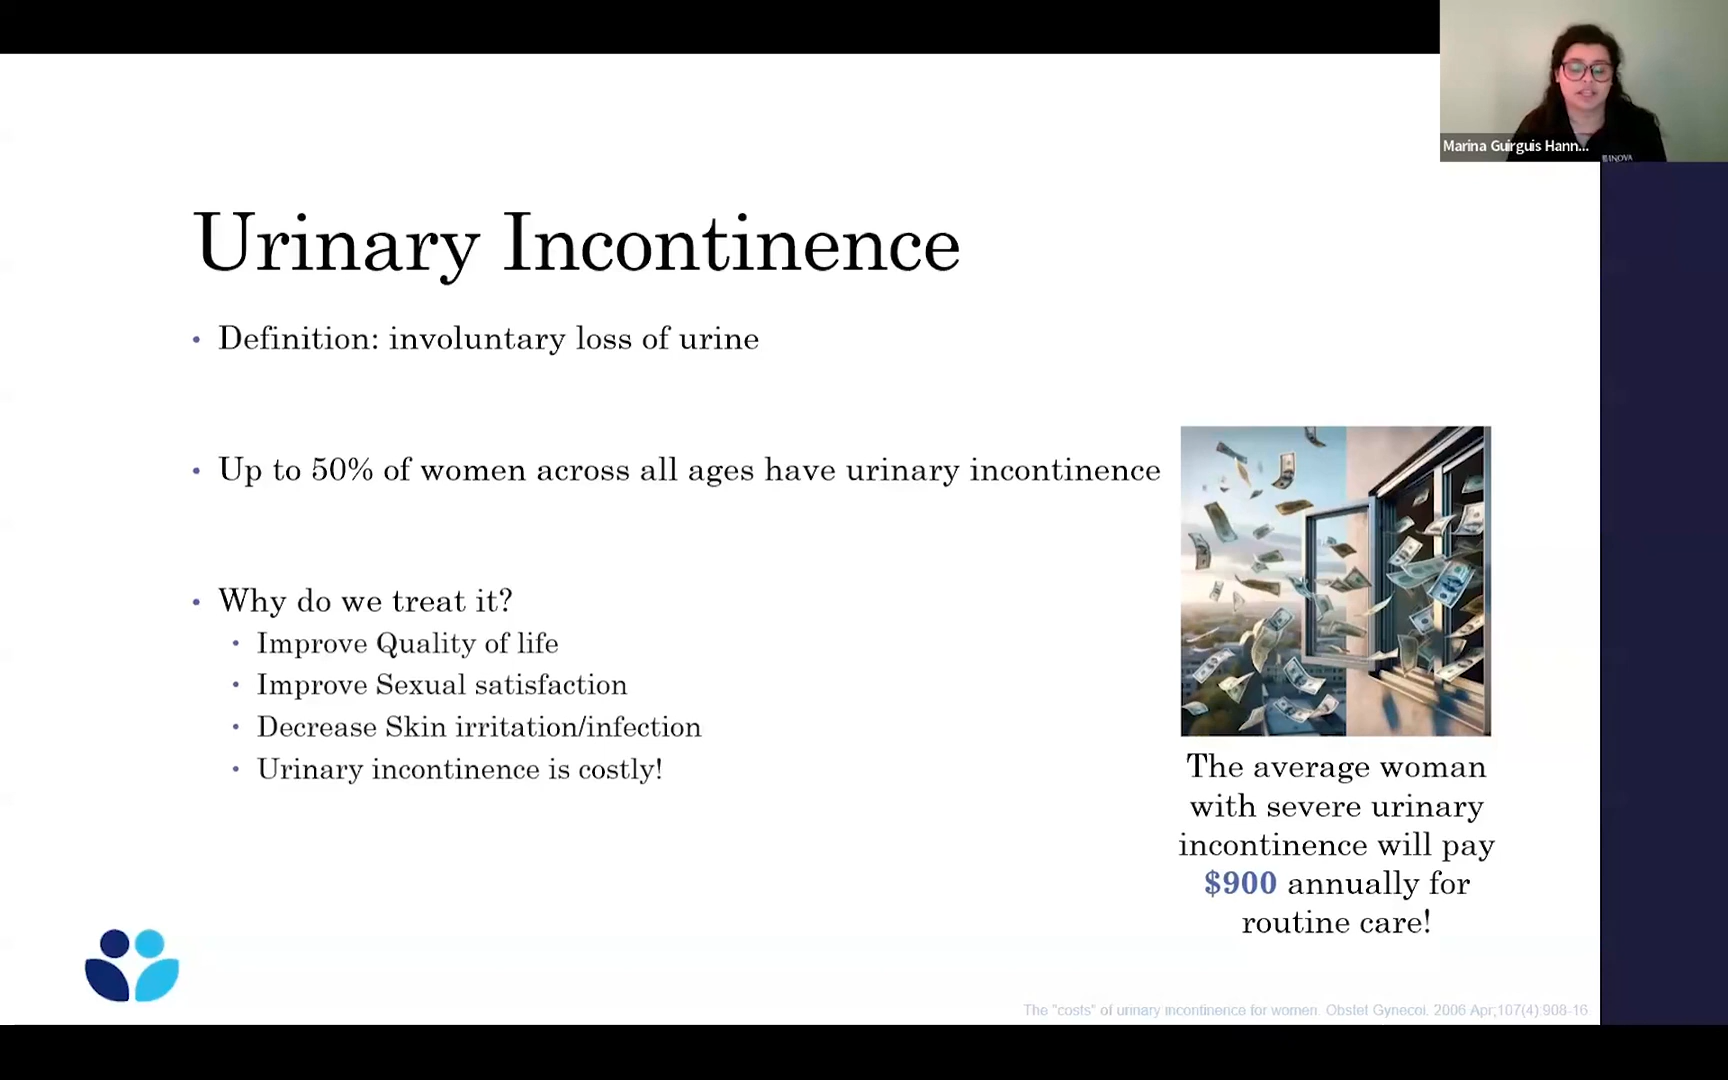 Marina Guirguis Hann...
INOVA
Urinary Incontinence
• Definition: involuntary loss of urine
• Up to 50% of women across all ages have urinary incontinence
• Why do we treat it?
• Improve Quality of life
• Improve Sexual satisfaction
• Decrease Skin irritation/infection
• Urinary incontinence is costly!
The average woman
with severe urinary
incontinence will pay
$900 annually for
routine care!
The "costs" of urinary incontinence for women. Obstet Gynecol. 2006 Apr;107(4):908-16